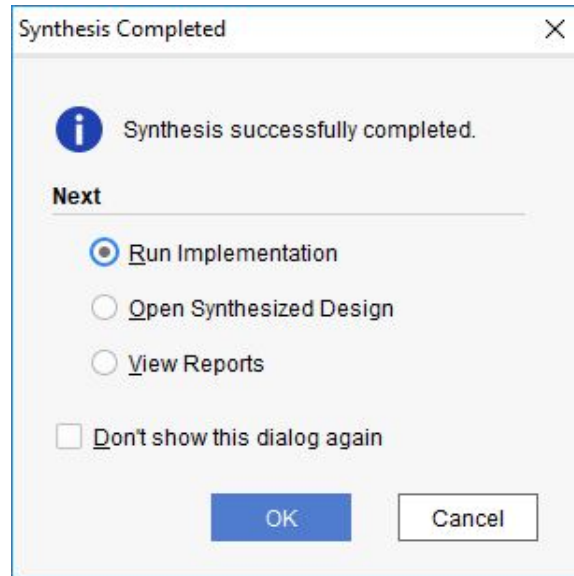 Synthesis Completed
Synthesis successfully completed.
Next
Run Implementation
Open Synthesized Design
View Reports
Don't show this dialog again
OK
Cancel